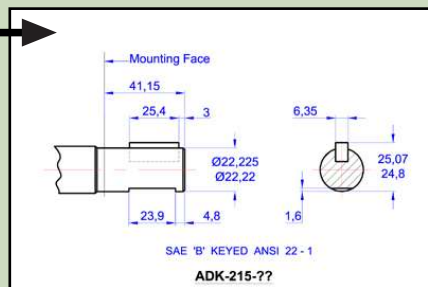 Mounting Face
41,15
25,4
3
6,35
Ø22,225
Ø22,22
25,07
24,8
23,9
4,8
1,6
SAE 'B' KEYED ANSI 22 - 1
ADK-215-??